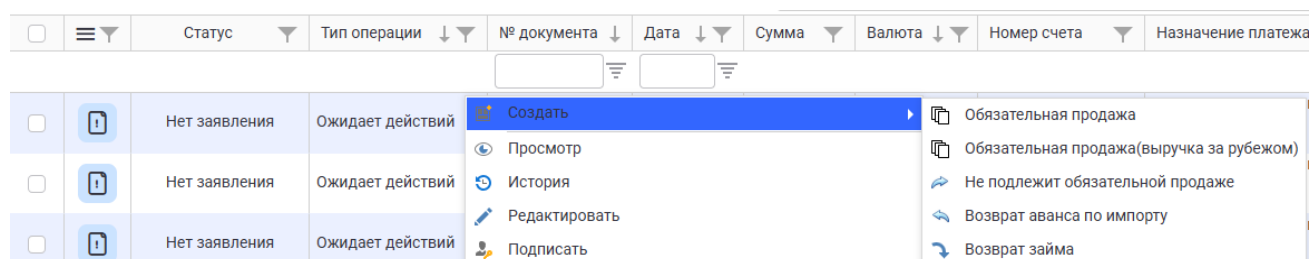 Статус Тип операции № документа Дата Сумма Валюта Номер счета Назначение платежа
Нет заявления Ожидает действий Создать Обязательная продажа
Просмотр Обязательная продажа(выручка за рубежом)
Нет заявления Ожидает действий История Не подлежит обязательной продаже
Редактировать Возврат аванса по импорту
Нет заявления Ожидает действий Подписать Возврат займа